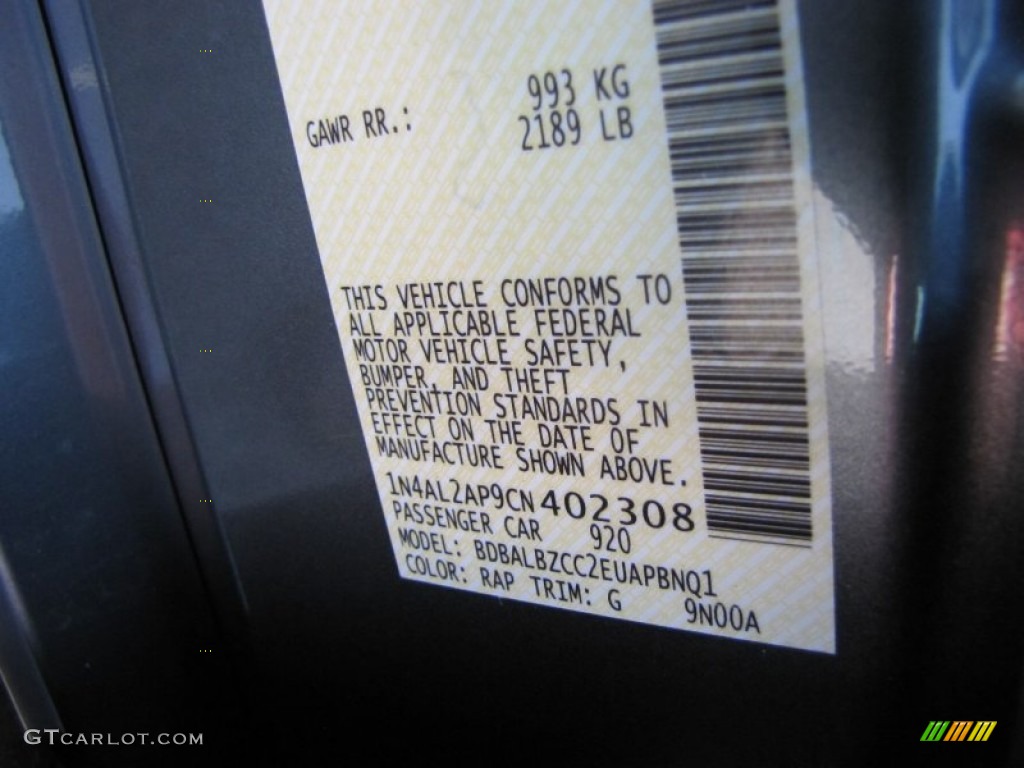 993 KG
GAWR RR.: 2189 LB
THIS VEHICLE CONFORMS TO
ALL APPLICABLE FEDERAL
MOTOR VEHICLE SAFETY,
BUMPER, AND THEFT
PREVENTION STANDARDS IN
EFFECT ON THE DATE OF
MANUFACTURE SHOWN ABOVE.
1N4AL2AP9CN402308
PASSENGER CAR 920
MODEL: BDBALBZCC2EUAPBNQ1
COLOR: RAP TRIM: G 9N00A
GTCARLOT.COM